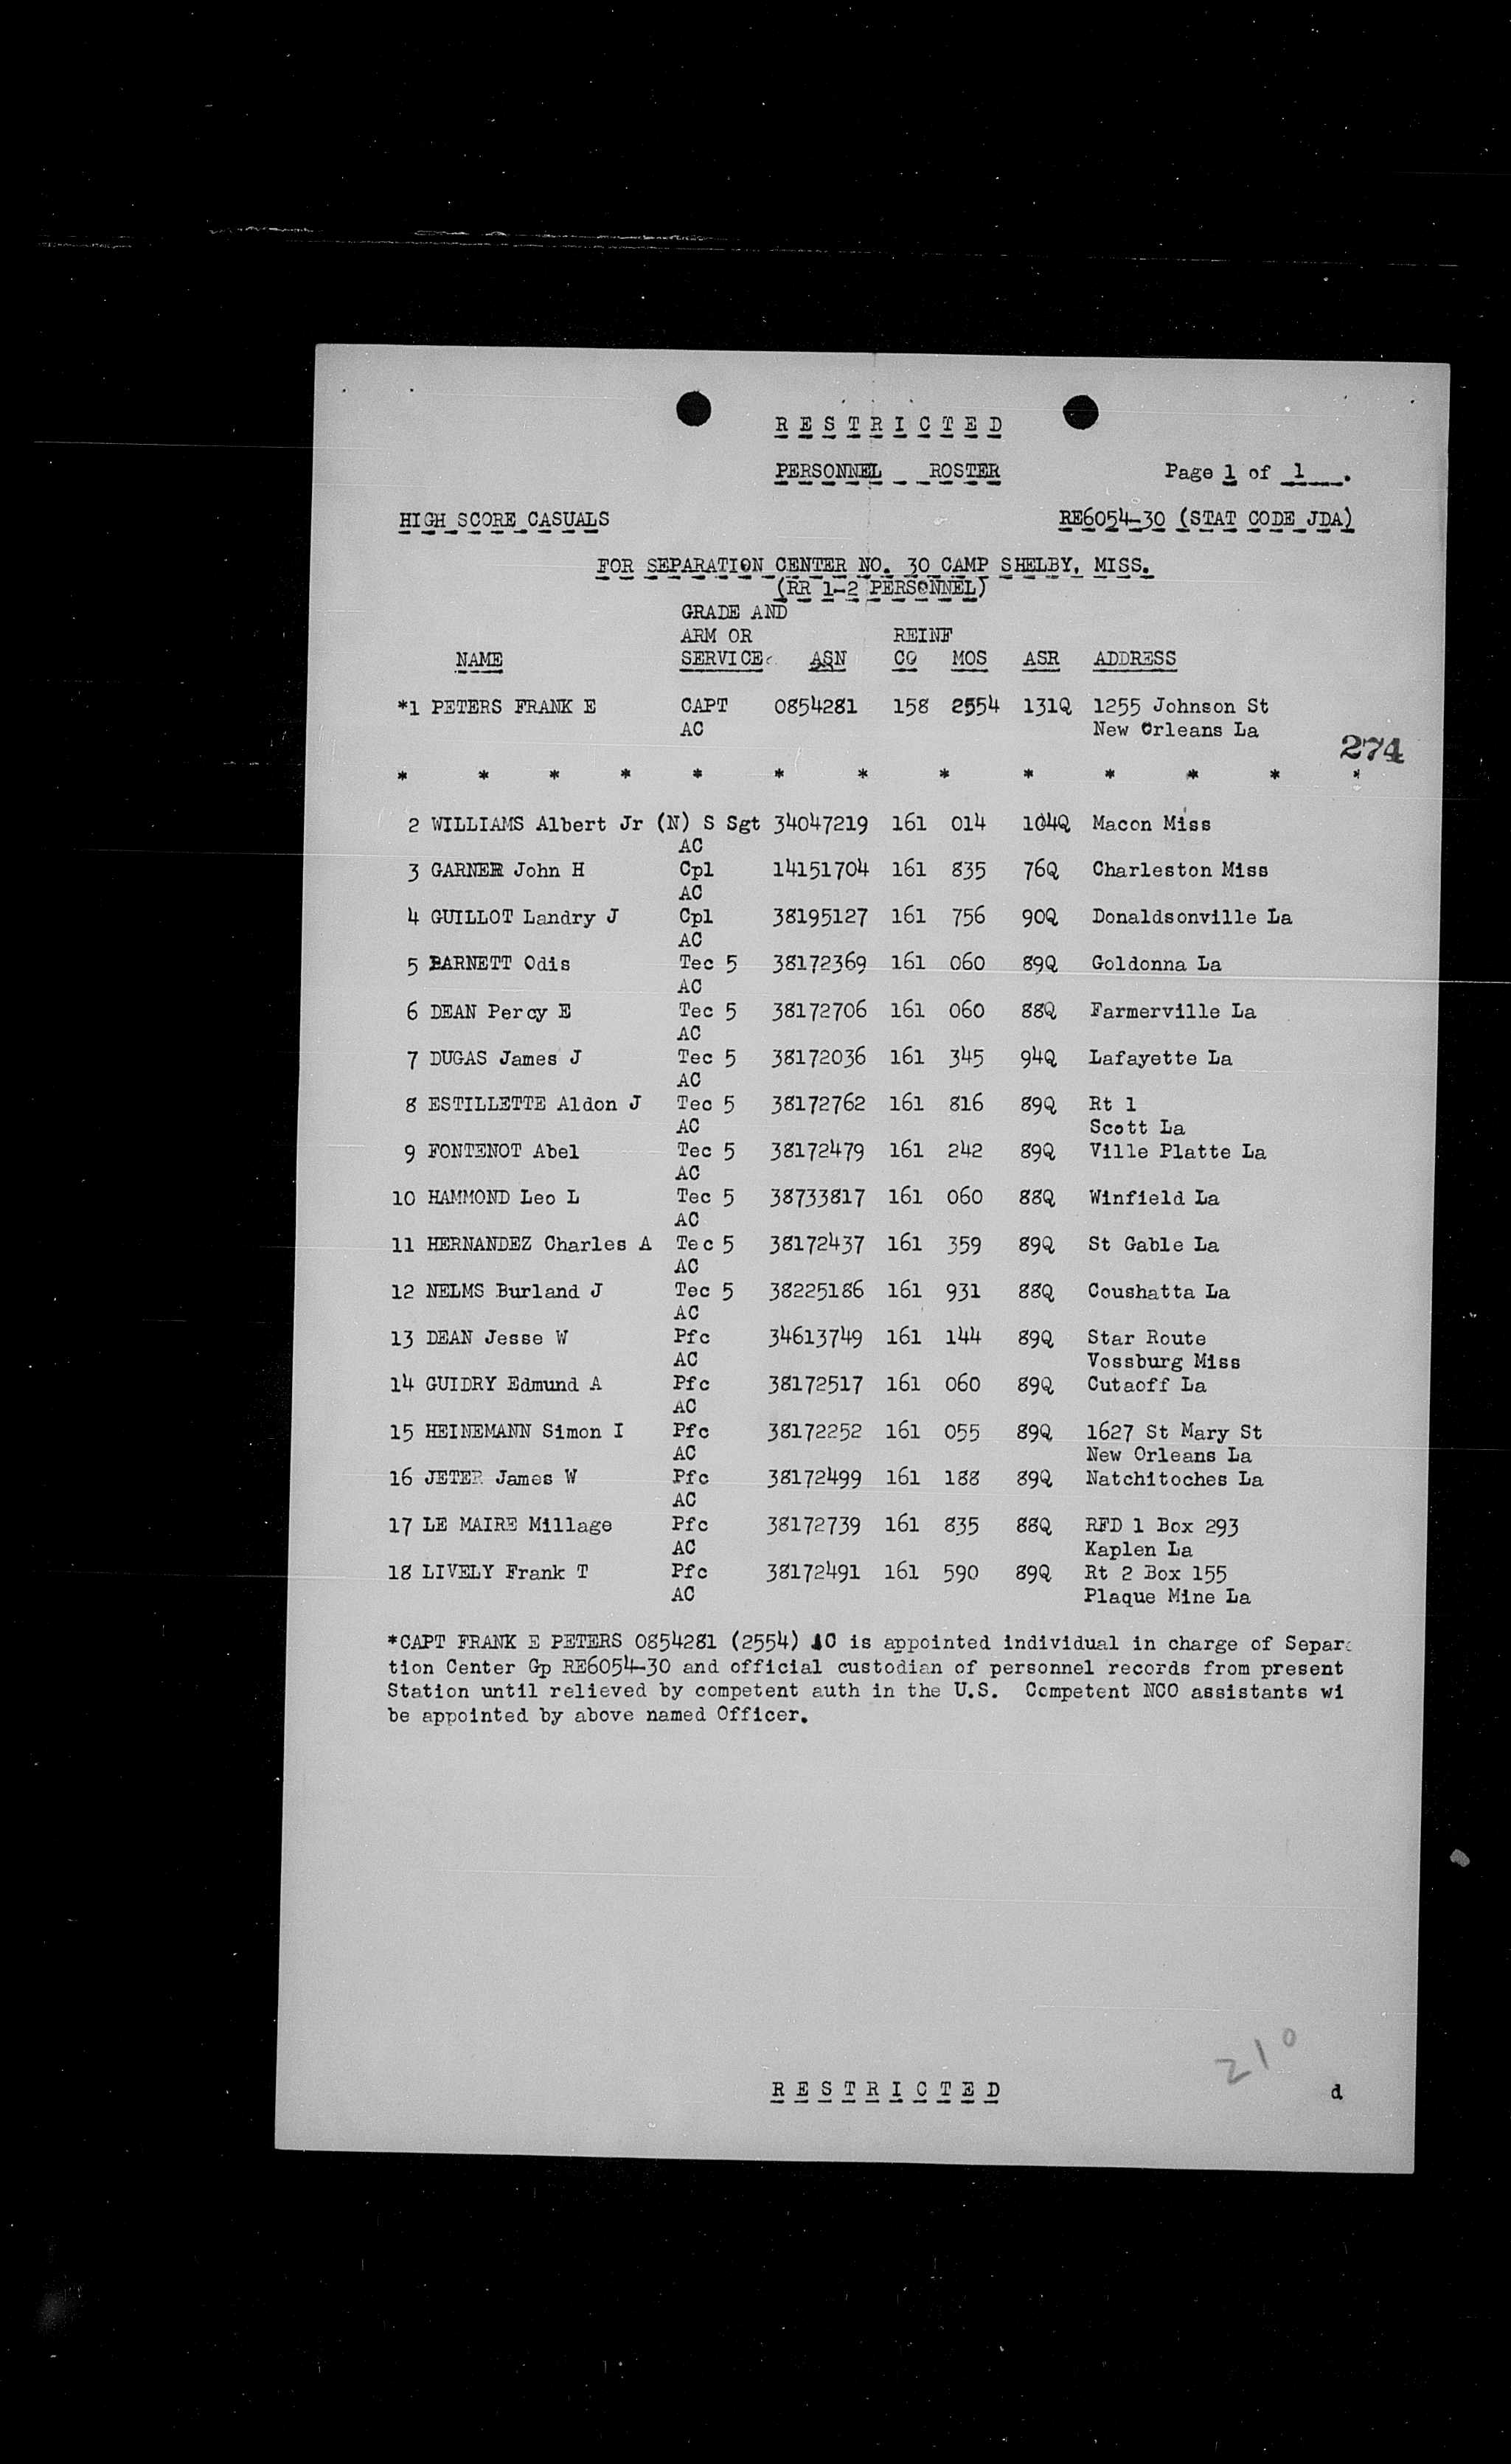 R E S T R I C T E D
PERSONNEL ROSTER Page 1 of 1.
HIGH SCORE CASUALS RE6054-30 (STAT CODE JDA)
FOR SEPARATION CENTER NO. 30 CAMP SHELBY, MISS.
(RR 1-2 PERSONNEL)
GRADE AND
ARM OR REINF
NAME SERVICE ASN CO MOS ASR ADDRESS
*1 PETERS FRANK E CAPT 0854281 158 2554 131Q 1255 Johnson St
AC New Orleans La
274
* * * * * * * * * * * * *
2 WILLIAMS Albert Jr (N) S Sgt 34047219 161 014 104Q Macon Miss
AC
3 GARNER John H Cpl 14151704 161 835 76Q Charleston Miss
AC
4 GUILLOT Landry J Cpl 38195127 161 756 90Q Donaldsonville La
AC
5 BARNETT Odis Tec 5 38172369 161 060 89Q Goldonna La
AC
6 DEAN Percy E Tec 5 38172706 161 060 88Q Farmerville La
AC
7 DUGAS James J Tec 5 38172036 161 345 94Q Lafayette La
AC
8 ESTILLETTE Aldon J Tec 5 38172762 161 816 89Q Rt 1
AC Scott La
9 FONTENOT Abel Tec 5 38172479 161 242 89Q Ville Platte La
AC
10 HAMMOND Leo L Tec 5 38733817 161 060 88Q Winfield La
AC
11 HERNANDEZ Charles A Tec 5 38172437 161 359 89Q St Gable La
AC
12 NELMS Burland J Tec 5 38225186 161 931 88Q Coushatta La
AC
13 DEAN Jesse W Pfc 34613749 161 144 89Q Star Route
AC Vossburg Miss
14 GUIDRY Edmund A Pfc 38172517 161 060 89Q Cutaoff La
AC
15 HEINEMANN Simon I Pfc 38172252 161 055 89Q 1627 St Mary St
AC New Orleans La
16 JETER James W Pfc 38172499 161 188 89Q Natchitoches La
AC
17 LE MAIRE Millage Pfc 38172739 161 835 88Q RFD 1 Box 293
AC Kaplen La
18 LIVELY Frank T Pfc 38172491 161 590 89Q Rt 2 Box 155
AC Plaque Mine La
*CAPT FRANK E PETERS 0854281 (2554) AC is appointed individual in charge of Separa
tion Center Gp RE6054-30 and official custodian of personnel records from present
Station until relieved by competent auth in the U.S. Competent NCO assistants wi
be appointed by above named Officer.
210
R E S T R I C T E D d